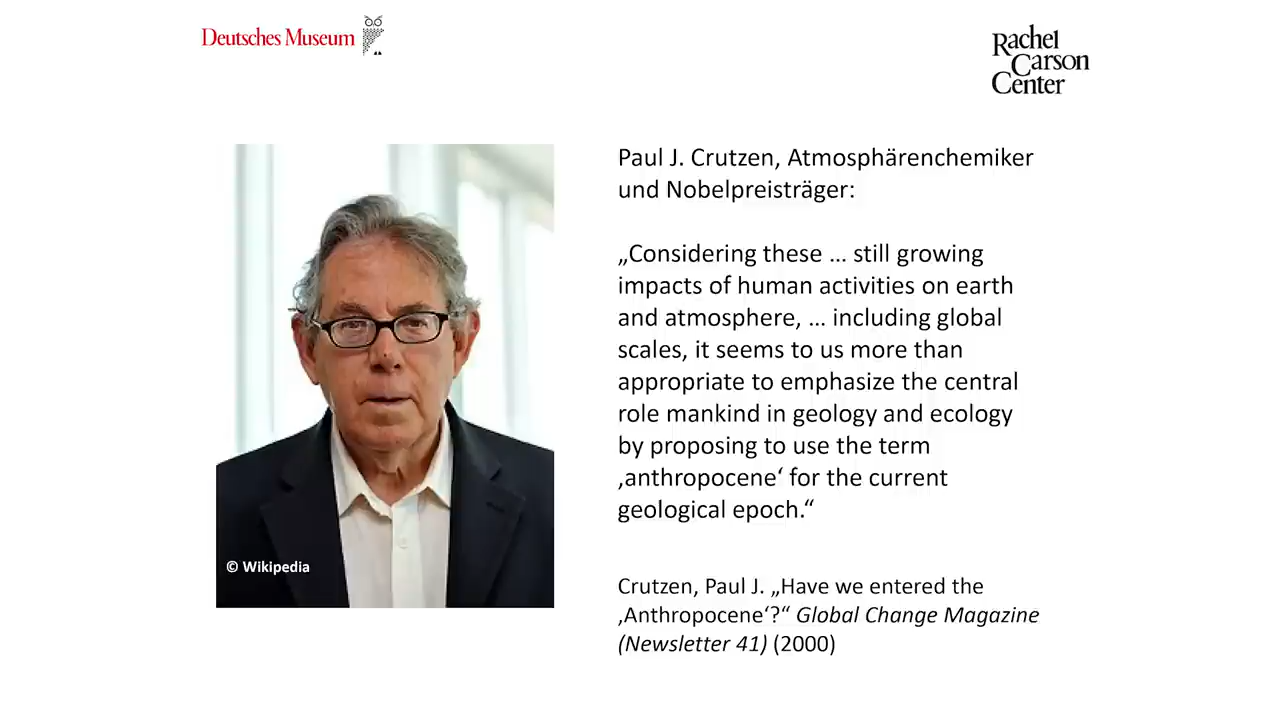 Deutsches Museum
Rachel
Carson
Center
Paul J. Crutzen, Atmosphärenchemiker
und Nobelpreisträger:
„Considering these … still growing
impacts of human activities on earth
and atmosphere, … including global
scales, it seems to us more than
appropriate to emphasize the central
role mankind in geology and ecology
by proposing to use the term
‚anthropocene‘ for the current
geological epoch.“
© Wikipedia
Crutzen, Paul J. „Have we entered the
‚Anthropocene‘?“ Global Change Magazine
(Newsletter 41) (2000)